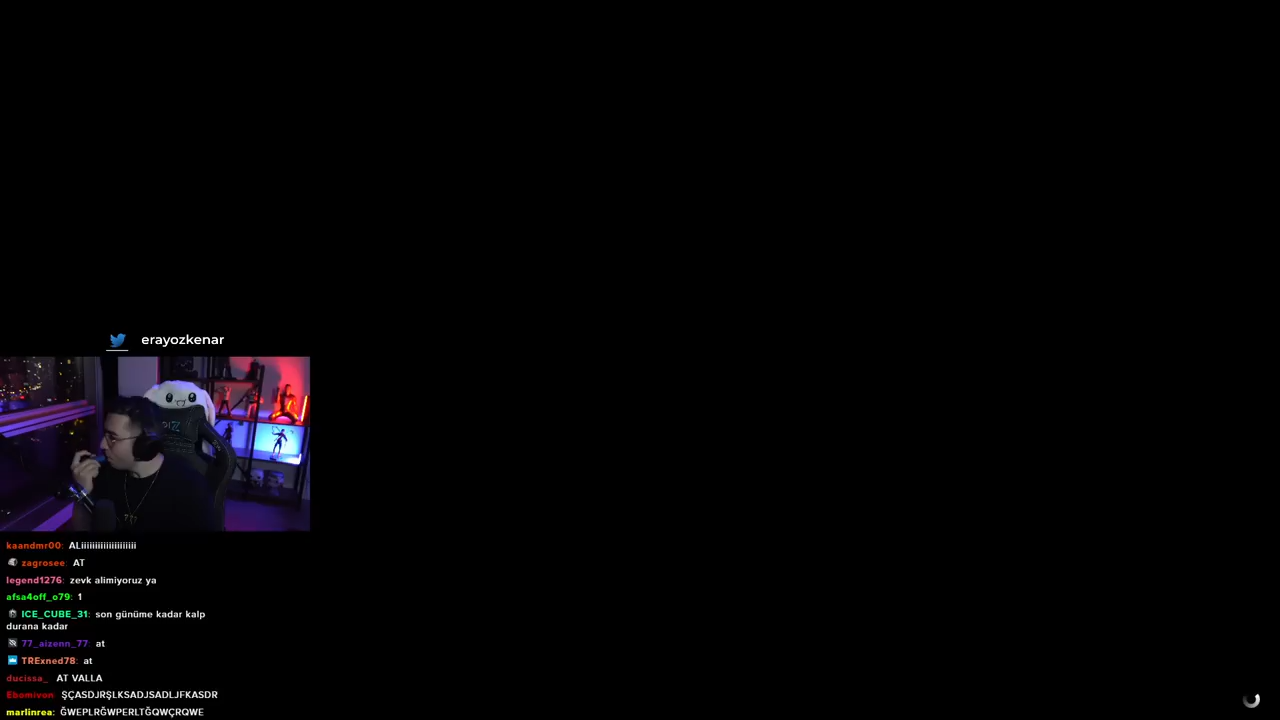 erayozkenar
kaandmr00: ALiiiiiiiiiiiiiiiiiiii
zagrosee: AT
legend1276: zevk alimiyoruz ya
afsa4off_o79: 1
ICE_CUBE_31: son günüme kadar kalp
durana kadar
77_aizenn_77: at
TRExned78: at
ducissa_ AT VALLA
Ebomivon ŞÇASDJRŞLKSADJSADLJFKASDR
marlinrea: ĞWEPLRĞWPERLTĞQWÇRQWE